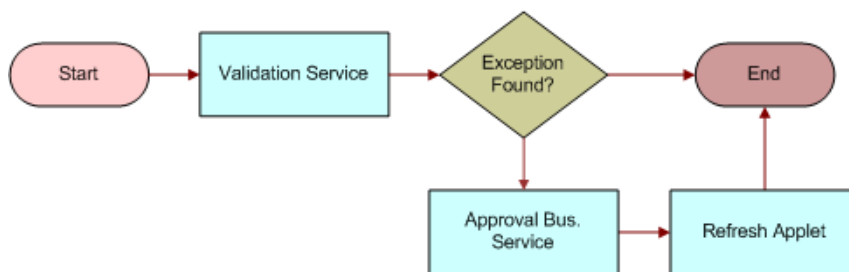 Start
Validation Service
Exception
Found?
End
Approval Bus.
Service
Refresh Applet